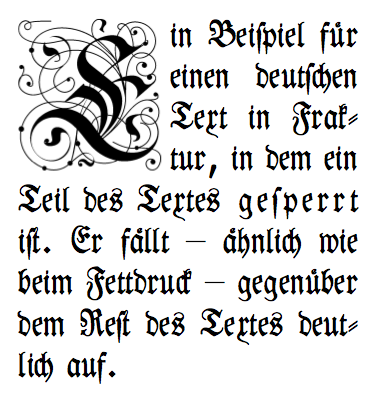 Ein Beiſpiel für
einen deutſchen
Text in Frak⸗
tur, in dem ein
Teil des Textes geſperrt
iſt. Er fällt – ähnlich wie
beim Fettdruck – gegenüber
dem Reſt des Textes deut⸗
lich auf.